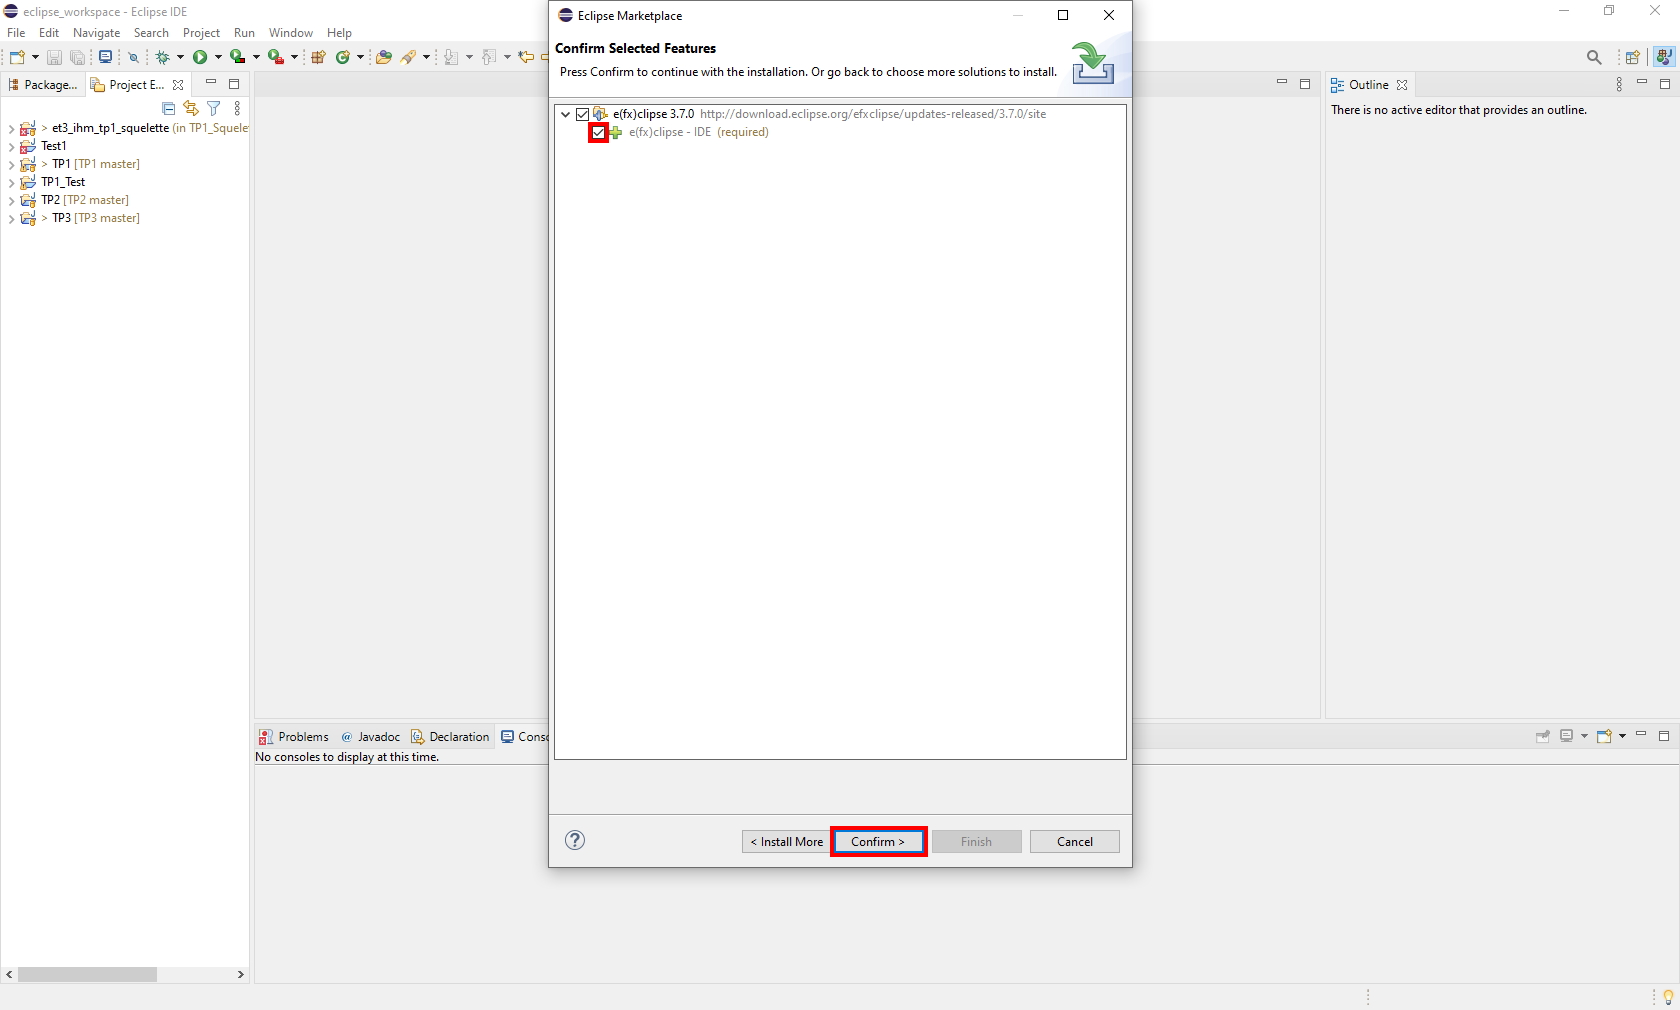 eclipse_workspace - Eclipse IDE
File Edit Navigate Search Project Run Window Help
Package...
Project E...
> et3_ihm_tp1_squelette (in TP1_Squele
Test1
> TP1 [TP1 master]
TP1_Test
TP2 [TP2 master]
> TP3 [TP3 master]
Eclipse Marketplace
Confirm Selected Features
Press Confirm to continue with the installation. Or go back to choose more solutions to install.
e(fx)clipse 3.7.0 http://download.eclipse.org/efxclipse/updates-released/3.7.0/site
e(fx)clipse - IDE (required)
< Install More Confirm > Finish Cancel
Outline
There is no active editor that provides an outline.
Problems @ Javadoc Declaration Conso
No consoles to display at this time.